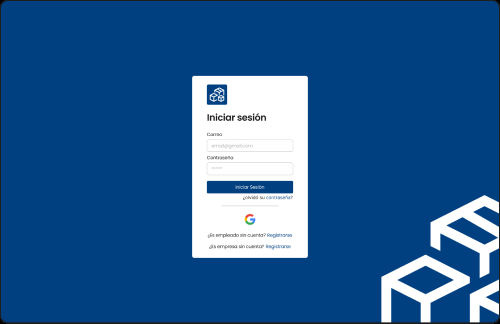 Iniciar sesión
Correo
email@gmail.com
Contraseña
Iniciar Sesión
¿olvidó su contraseña?
¿Es empleado sin cuenta? Registrarse
¿Es empresa sin cuenta? Registrarse